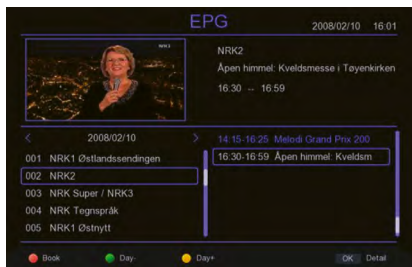 EPG
2008/02/10 16:01
NRK2
Åpen himmel: Kveldsmesse i Tøyenkirken
16:30 -- 16:59
< 2008/02/10 >
001 NRK1 Østlandssendingen
002 NRK2
003 NRK Super / NRK3
004 NRK Tegnspråk
005 NRK1 Østnytt
14:15-16:25 Melodi Grand Prix 200
16:30-16:59 Åpen himmel: Kveldsm
Book Day- Day+ OK Detail